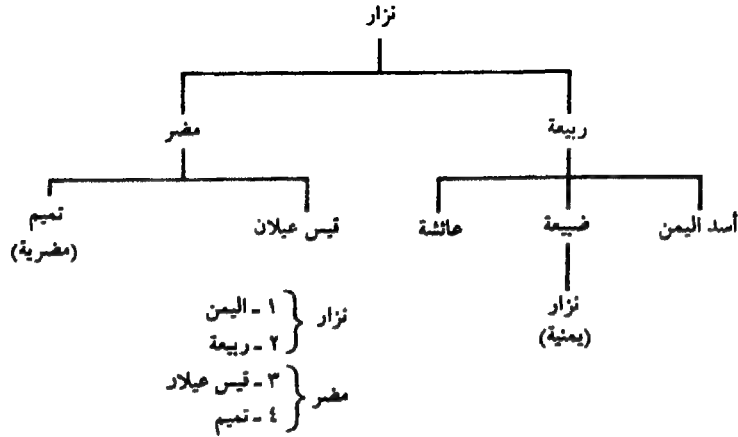 نزار
ربيعة مضر
أسد اليمن ضبيعة عائشة قيس عيلان تميم
(مضرية)
نزار
(يمنية)
نزار } ١ ـ اليمن
٢ ـ ربيعة
مضر } ٣ ـ قيس عيلار
٤ ـ تميم